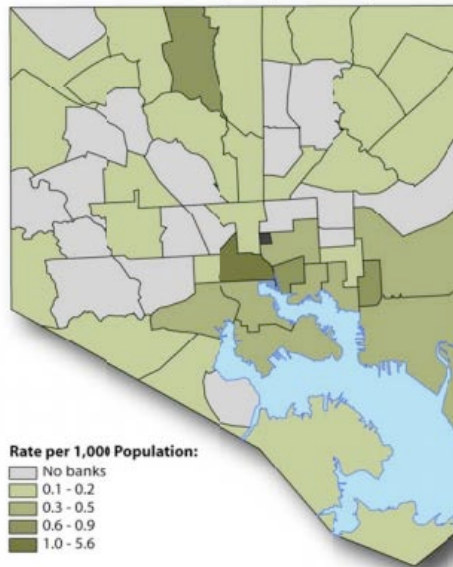 Rate per 1,000 Population:
No banks
0.1 - 0.2
0.3 - 0.5
0.6 - 0.9
1.0 - 5.6